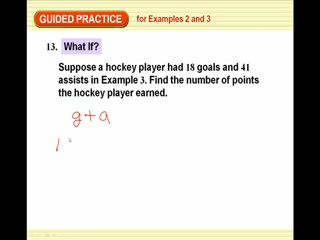 GUIDED PRACTICE for Examples 2 and 3
13. What If?
Suppose a hockey player had 18 goals and 41
assists in Example 3. Find the number of points
the hockey player earned.
g + a
1